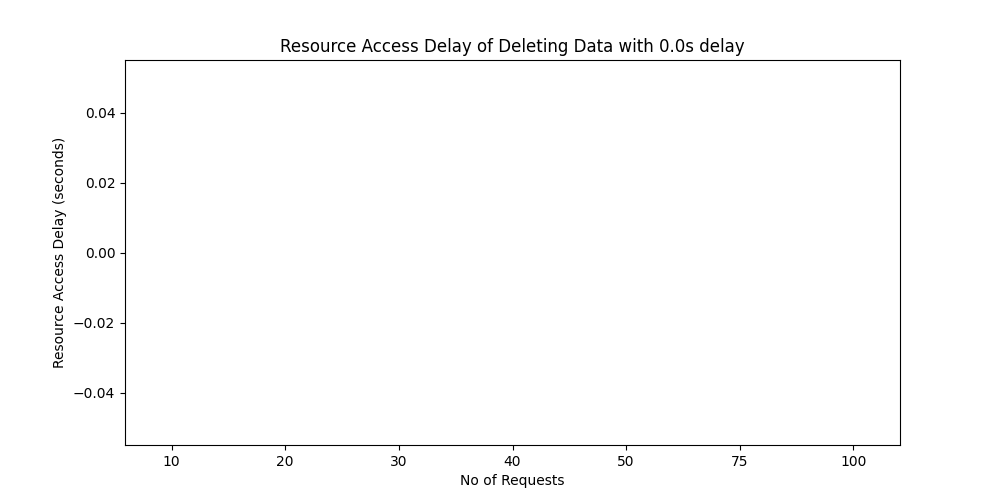 Resource Access Delay of Deleting Data with 0.0s delay
Resource Access Delay (seconds)
0.04
0.02
0.00
−0.02
−0.04
10 20 30 40 50 75 100
No of Requests